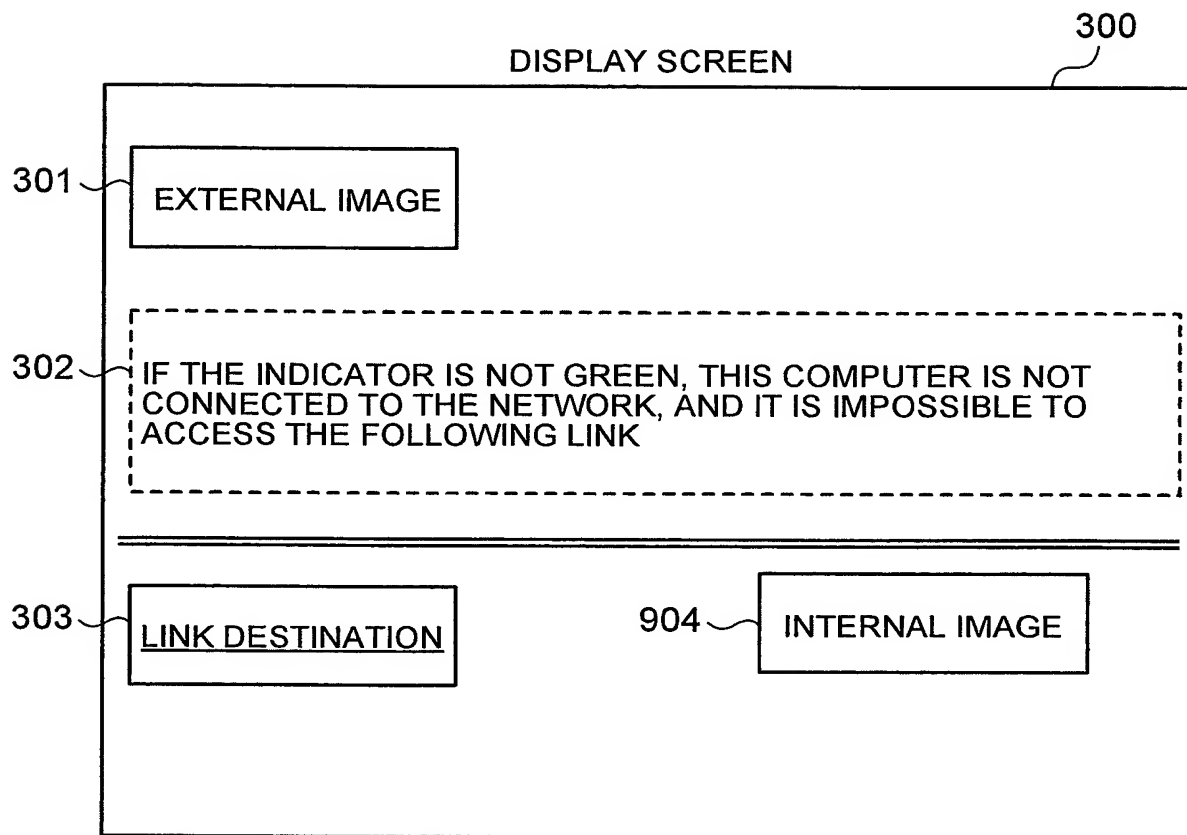 300
DISPLAY SCREEN
301
EXTERNAL IMAGE
302
IF THE INDICATOR IS NOT GREEN, THIS COMPUTER IS NOT
CONNECTED TO THE NETWORK, AND IT IS IMPOSSIBLE TO
ACCESS THE FOLLOWING LINK
303
LINK DESTINATION
904
INTERNAL IMAGE